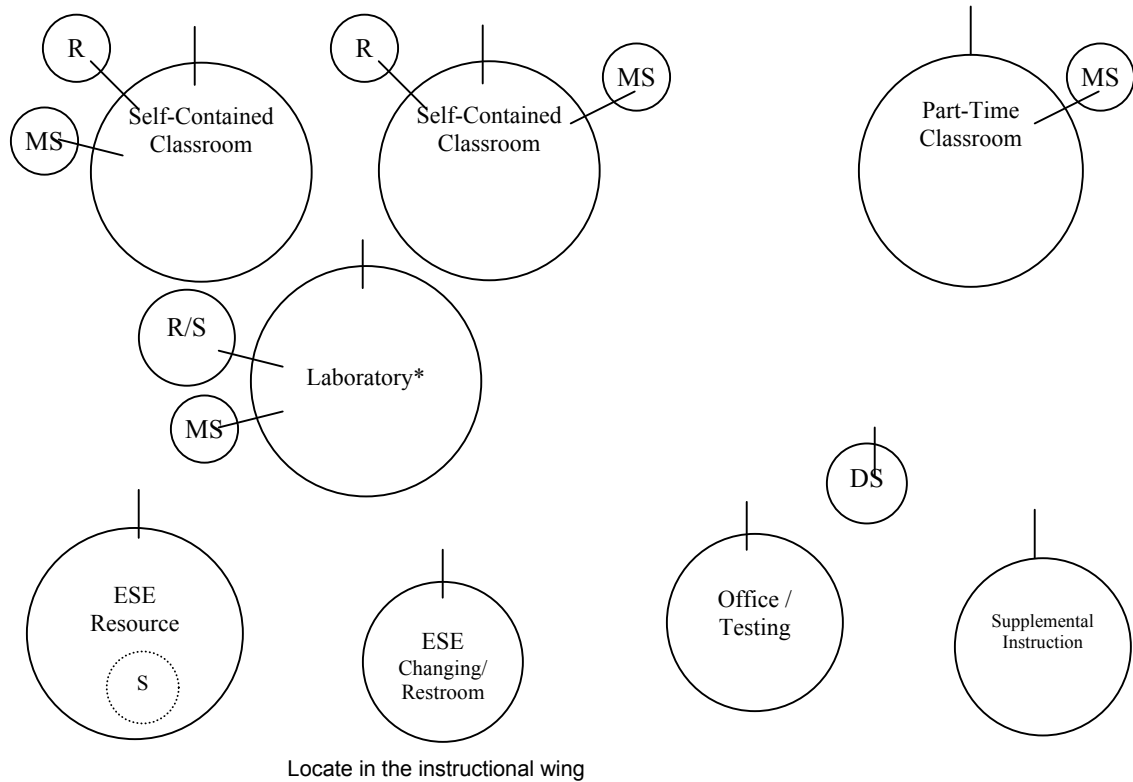 R
Self-Contained
Classroom
MS
R
Self-Contained
Classroom
MS
Part-Time
Classroom
MS
R/S
Laboratory*
MS
DS
ESE
Resource
S
ESE
Changing/
Restroom
Office /
Testing
Supplemental
Instruction
Locate in the instructional wing